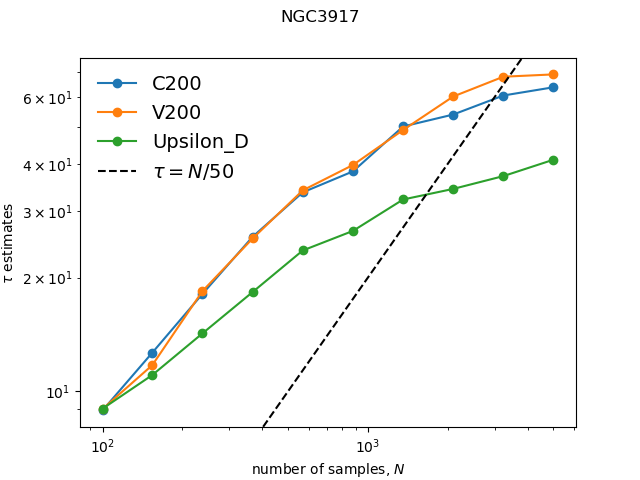 NGC3917
C200
V200
Upsilon_D
τ = N/50
6 × 10¹
4 × 10¹
3 × 10¹
2 × 10¹
10¹
τ estimates
10² 10³
number of samples, N